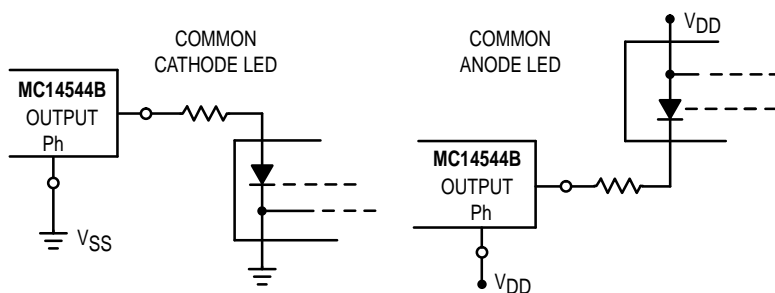 COMMON
CATHODE LED
MC14544B
OUTPUT
Ph
VSS
COMMON
ANODE LED
VDD
MC14544B
OUTPUT
Ph
VDD